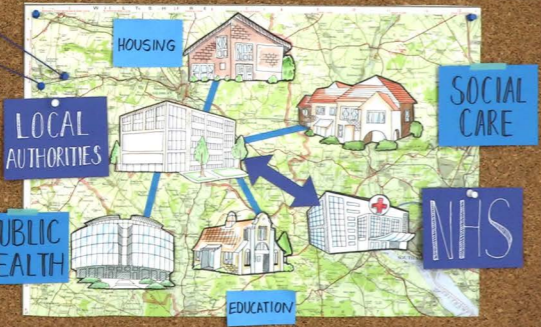 HOUSING
SOCIAL
CARE
LOCAL
AUTHORITIES
UBLIC
EALTH
NHS
EDUCATION